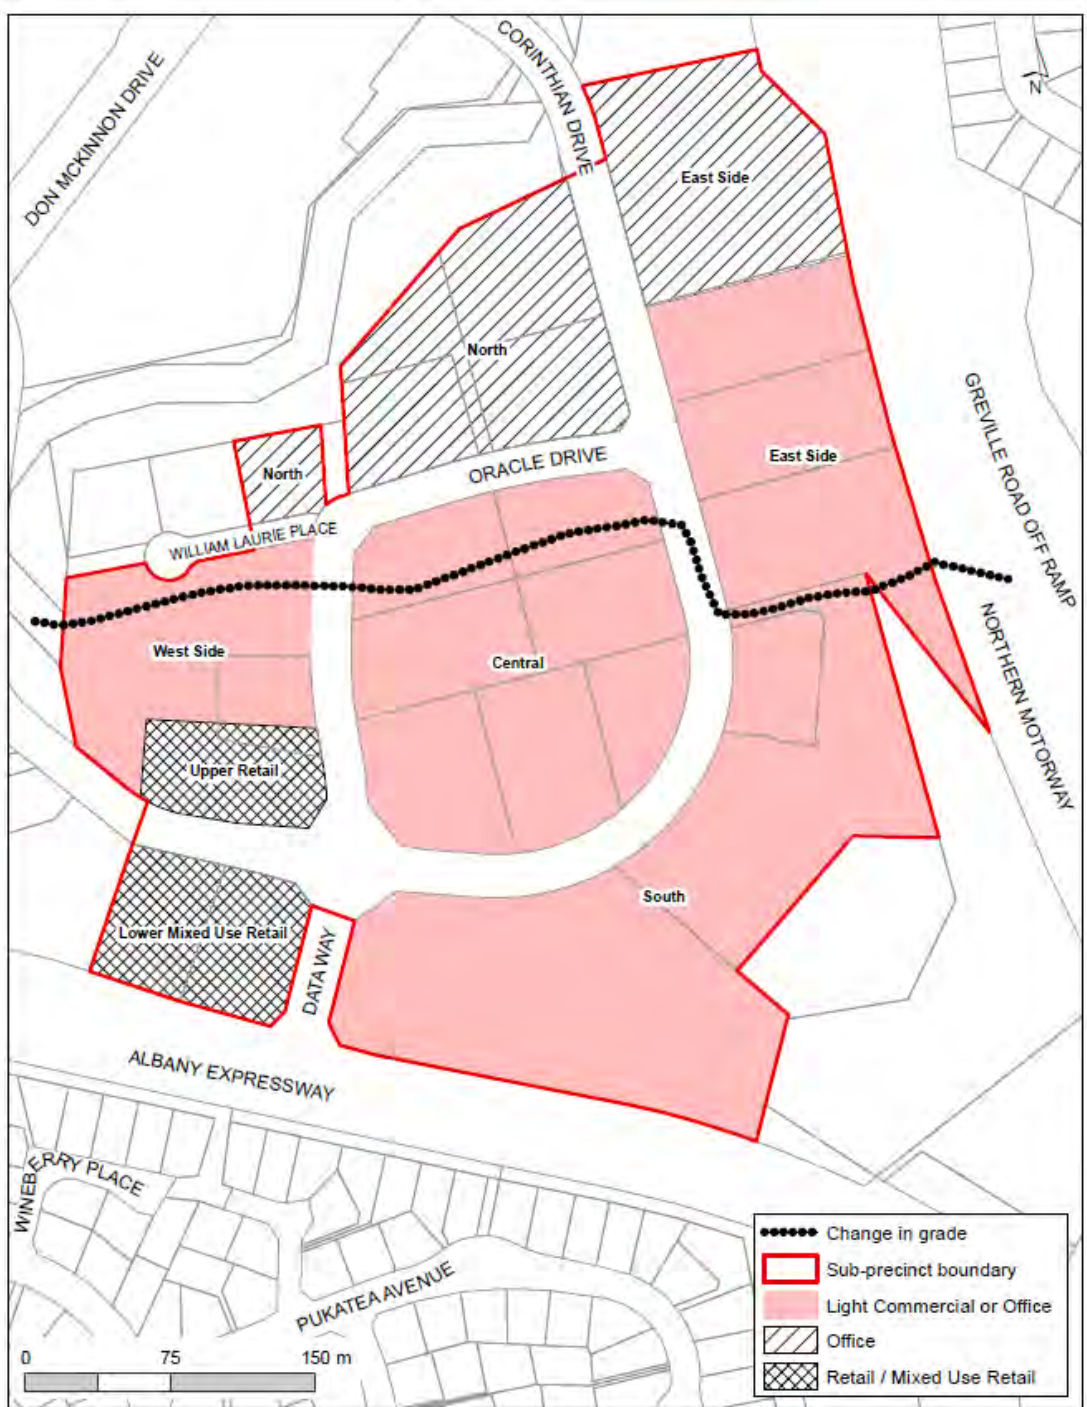 CORINTHIAN DRIVE
DON MCKINNON DRIVE
N
East Side
North
GREVILLE ROAD OFF RAMP
East Side
ORACLE DRIVE
North
WILLIAM LAURIE PLACE
NORTHERN MOTORWAY
West Side
Central
Upper Retail
South
Lower Mixed Use Retail
DATA WAY
ALBANY EXPRESSWAY
WINEBERRY PLACE
PUKATEA AVENUE
Change in grade
Sub-precinct boundary
Light Commercial or Office
Office
Retail / Mixed Use Retail
0 75 150 m